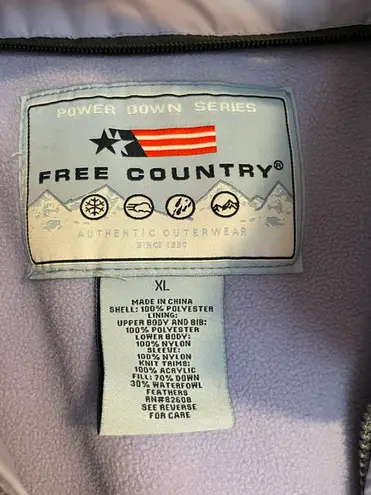 POWER DOWN SERIES
FREE COUNTRY®
AUTHENTIC OUTERWEAR
SINCE 1990
XL
MADE IN CHINA
SHELL: 100% POLYESTER
LINING:
UPPER BODY AND BIB:
100% POLYESTER
LOWER BODY:
100% NYLON
SLEEVE:
100% NYLON
KNIT TRIMS:
100% ACRYLIC
FILL: 70% DOWN
30% WATERFOWL
FEATHERS
RN#82608
SEE REVERSE
FOR CARE